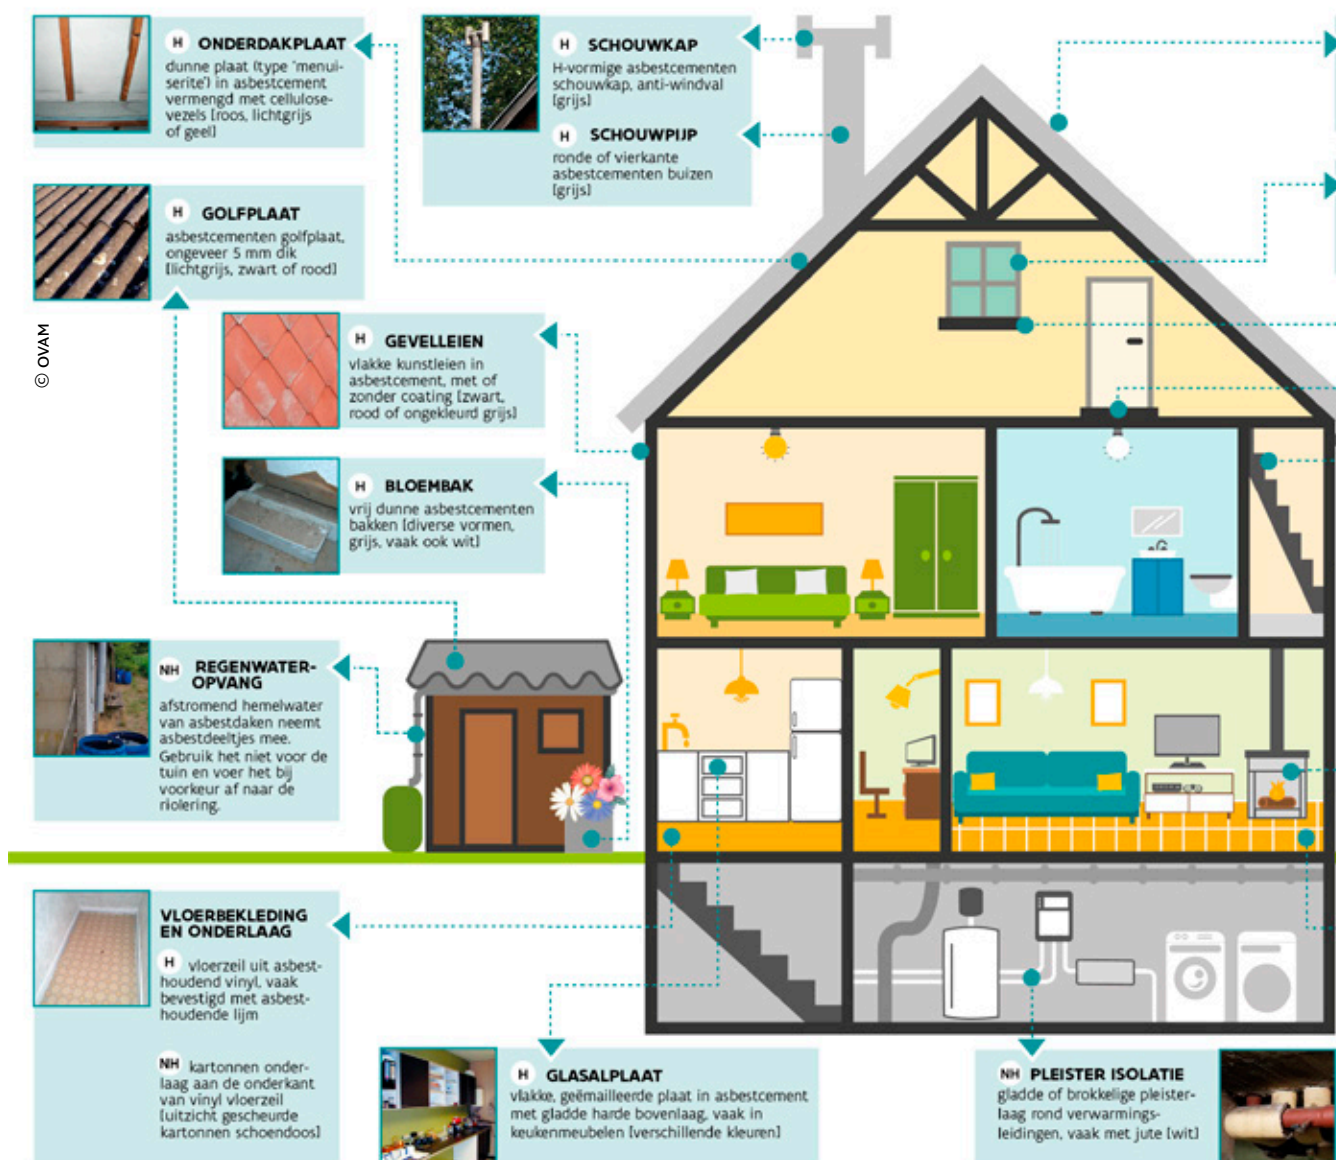 H ONDERDAKPLAAT
dunne plaat (type 'menui-
serite') in asbestcement
vermengd met cellulose-
vezels [roos, lichtgrijs
of geel]
H SCHOUWKAP
H-vormige asbestcementen
schouwkap, anti-windval
[grijs]
H SCHOUWPIJP
ronde of vierkante
asbestcementen buizen
[grijs]
H GOLFPLAAT
asbestcementen golfplaat,
ongeveer 5 mm dik
[lichtgrijs, zwart of rood]
© OVAM
H GEVELLEIEN
vlakke kunstleien in
asbestcement, met of
zonder coating [zwart,
rood of ongekleurd grijs]
H BLOEMBAK
vrij dunne asbestcementen
bakken [diverse vormen,
grijs, vaak ook wit]
NH REGENWATER-
OPVANG
afstromend hemelwater
van asbestdaken neemt
asbestdeeltjes mee.
Gebruik het niet voor de
tuin en voer het bij
voorkeur af naar de
riolering.
VLOERBEKLEDING
EN ONDERLAAG
H vloerzeil uit asbest-
houdend vinyl, vaak
bevestigd met asbest-
houdende lijm
NH kartonnen onder-
laag aan de onderkant
van vinyl vloerzeil
[uitzicht gescheurde
kartonnen schoendoos]
H GLASALPLAAT
vlakke, geëmailleerde plaat in asbestcement
met gladde harde bovenlaag, vaak in
keukenmeubelen [verschillende kleuren]
NH PLEISTER ISOLATIE
gladde of brokkelige pleister-
laag rond verwarmings-
leidingen, vaak met jute [wit]